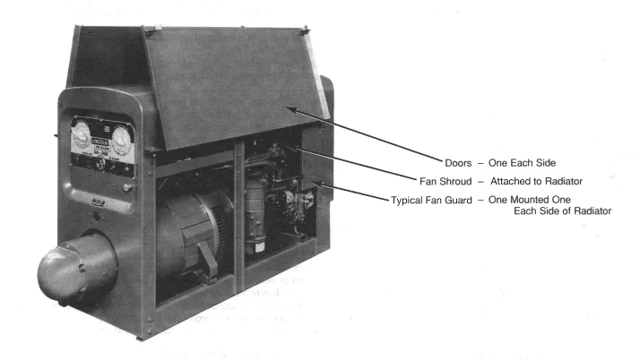 LINCOLN
Doors – One Each Side
Fan Shroud – Attached to Radiator
Typical Fan Guard – One Mounted One
Each Side of Radiator